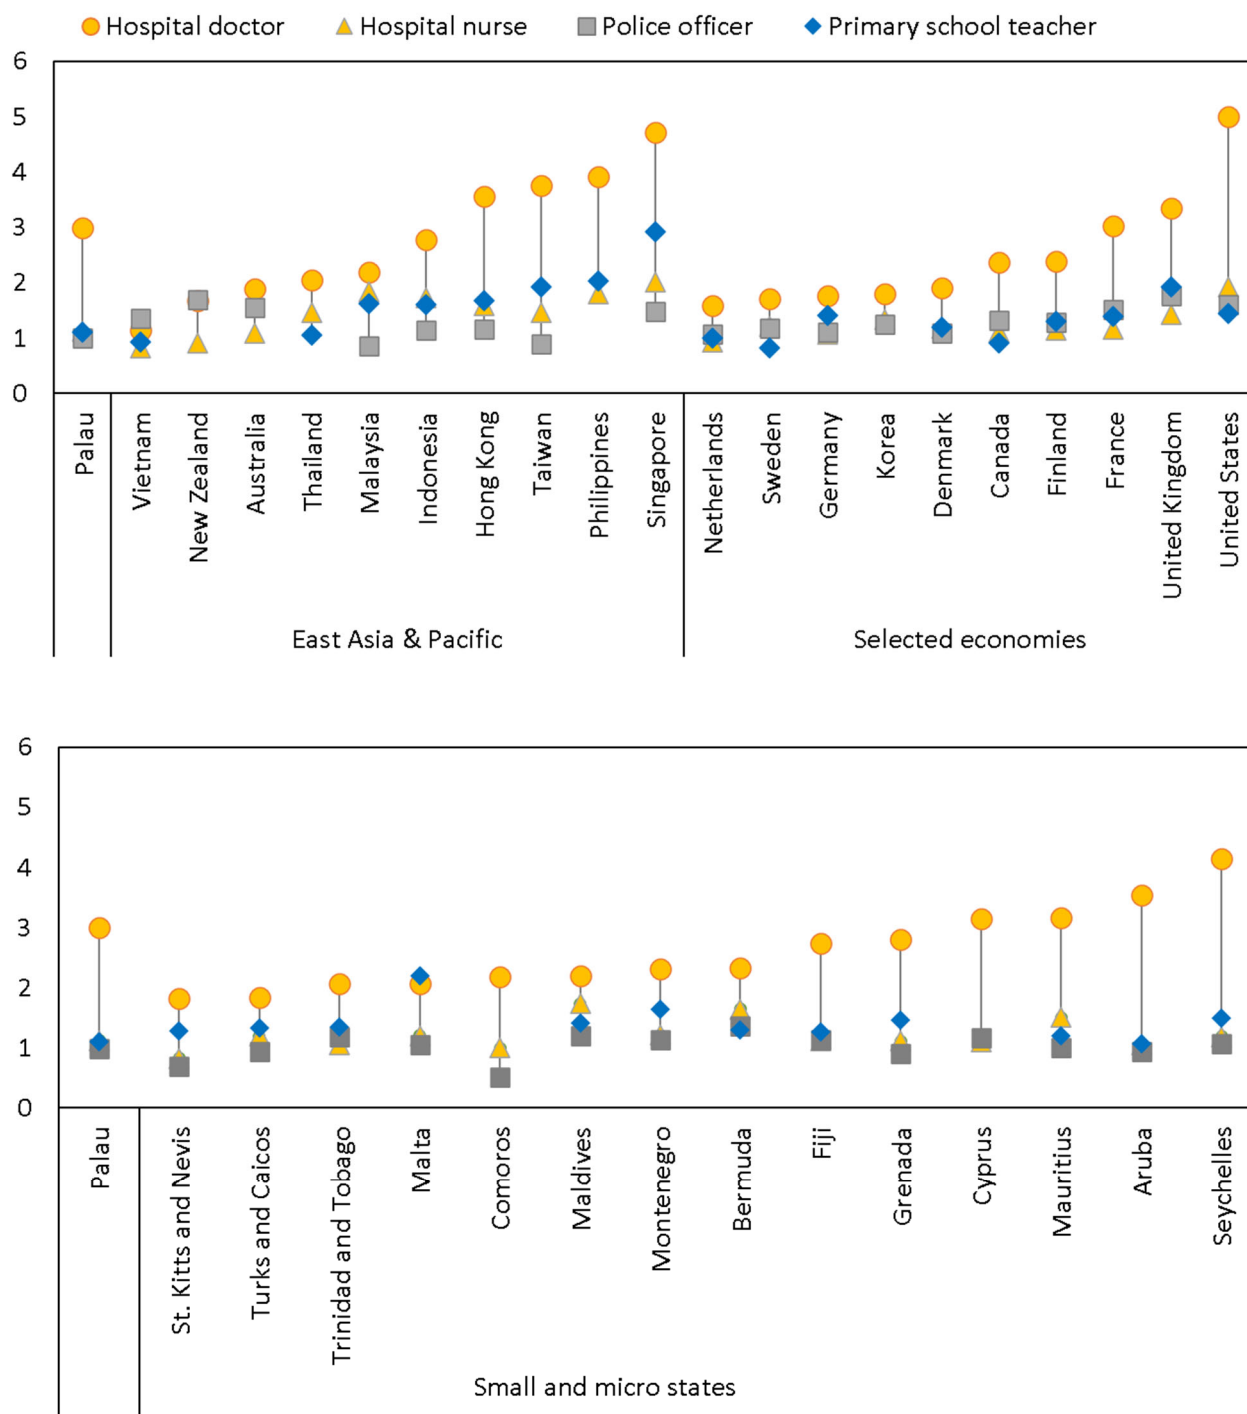 Hospital doctor Hospital nurse Police officer Primary school teacher
6
5
4
3
2
1
0
Palau
Vietnam
New Zealand
Australia
Thailand
Malaysia
Indonesia
Hong Kong
Taiwan
Philippines
Singapore
Netherlands
Sweden
Germany
Korea
Denmark
Canada
Finland
France
United Kingdom
United States
East Asia & Pacific
Selected economies
6
5
4
3
2
1
0
Palau
St. Kitts and Nevis
Turks and Caicos
Trinidad and Tobago
Malta
Comoros
Maldives
Montenegro
Bermuda
Fiji
Grenada
Cyprus
Mauritius
Aruba
Seychelles
Small and micro states